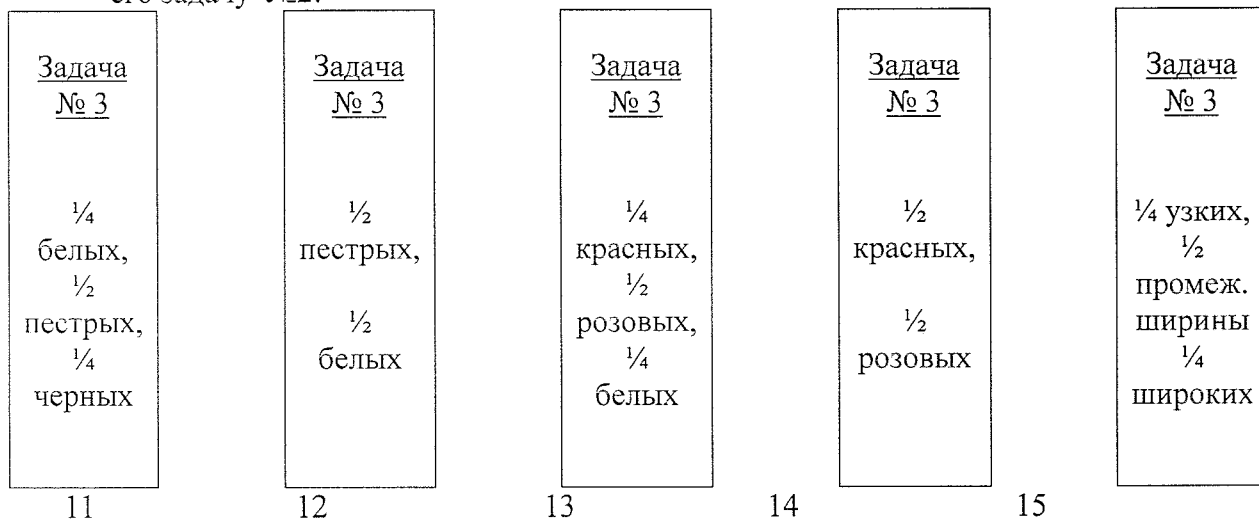 его задачу №2.
Задача
№ 3
¼
белых,
½
пестрых,
¼
черных
Задача
№ 3
½
пестрых,
½
белых
Задача
№ 3
¼
красных,
½
розовых,
¼
белых
Задача
№ 3
½
красных,
½
розовых
Задача
№ 3
¼ узких,
½
промеж.
ширины
¼
широких
11 12 13 14 15